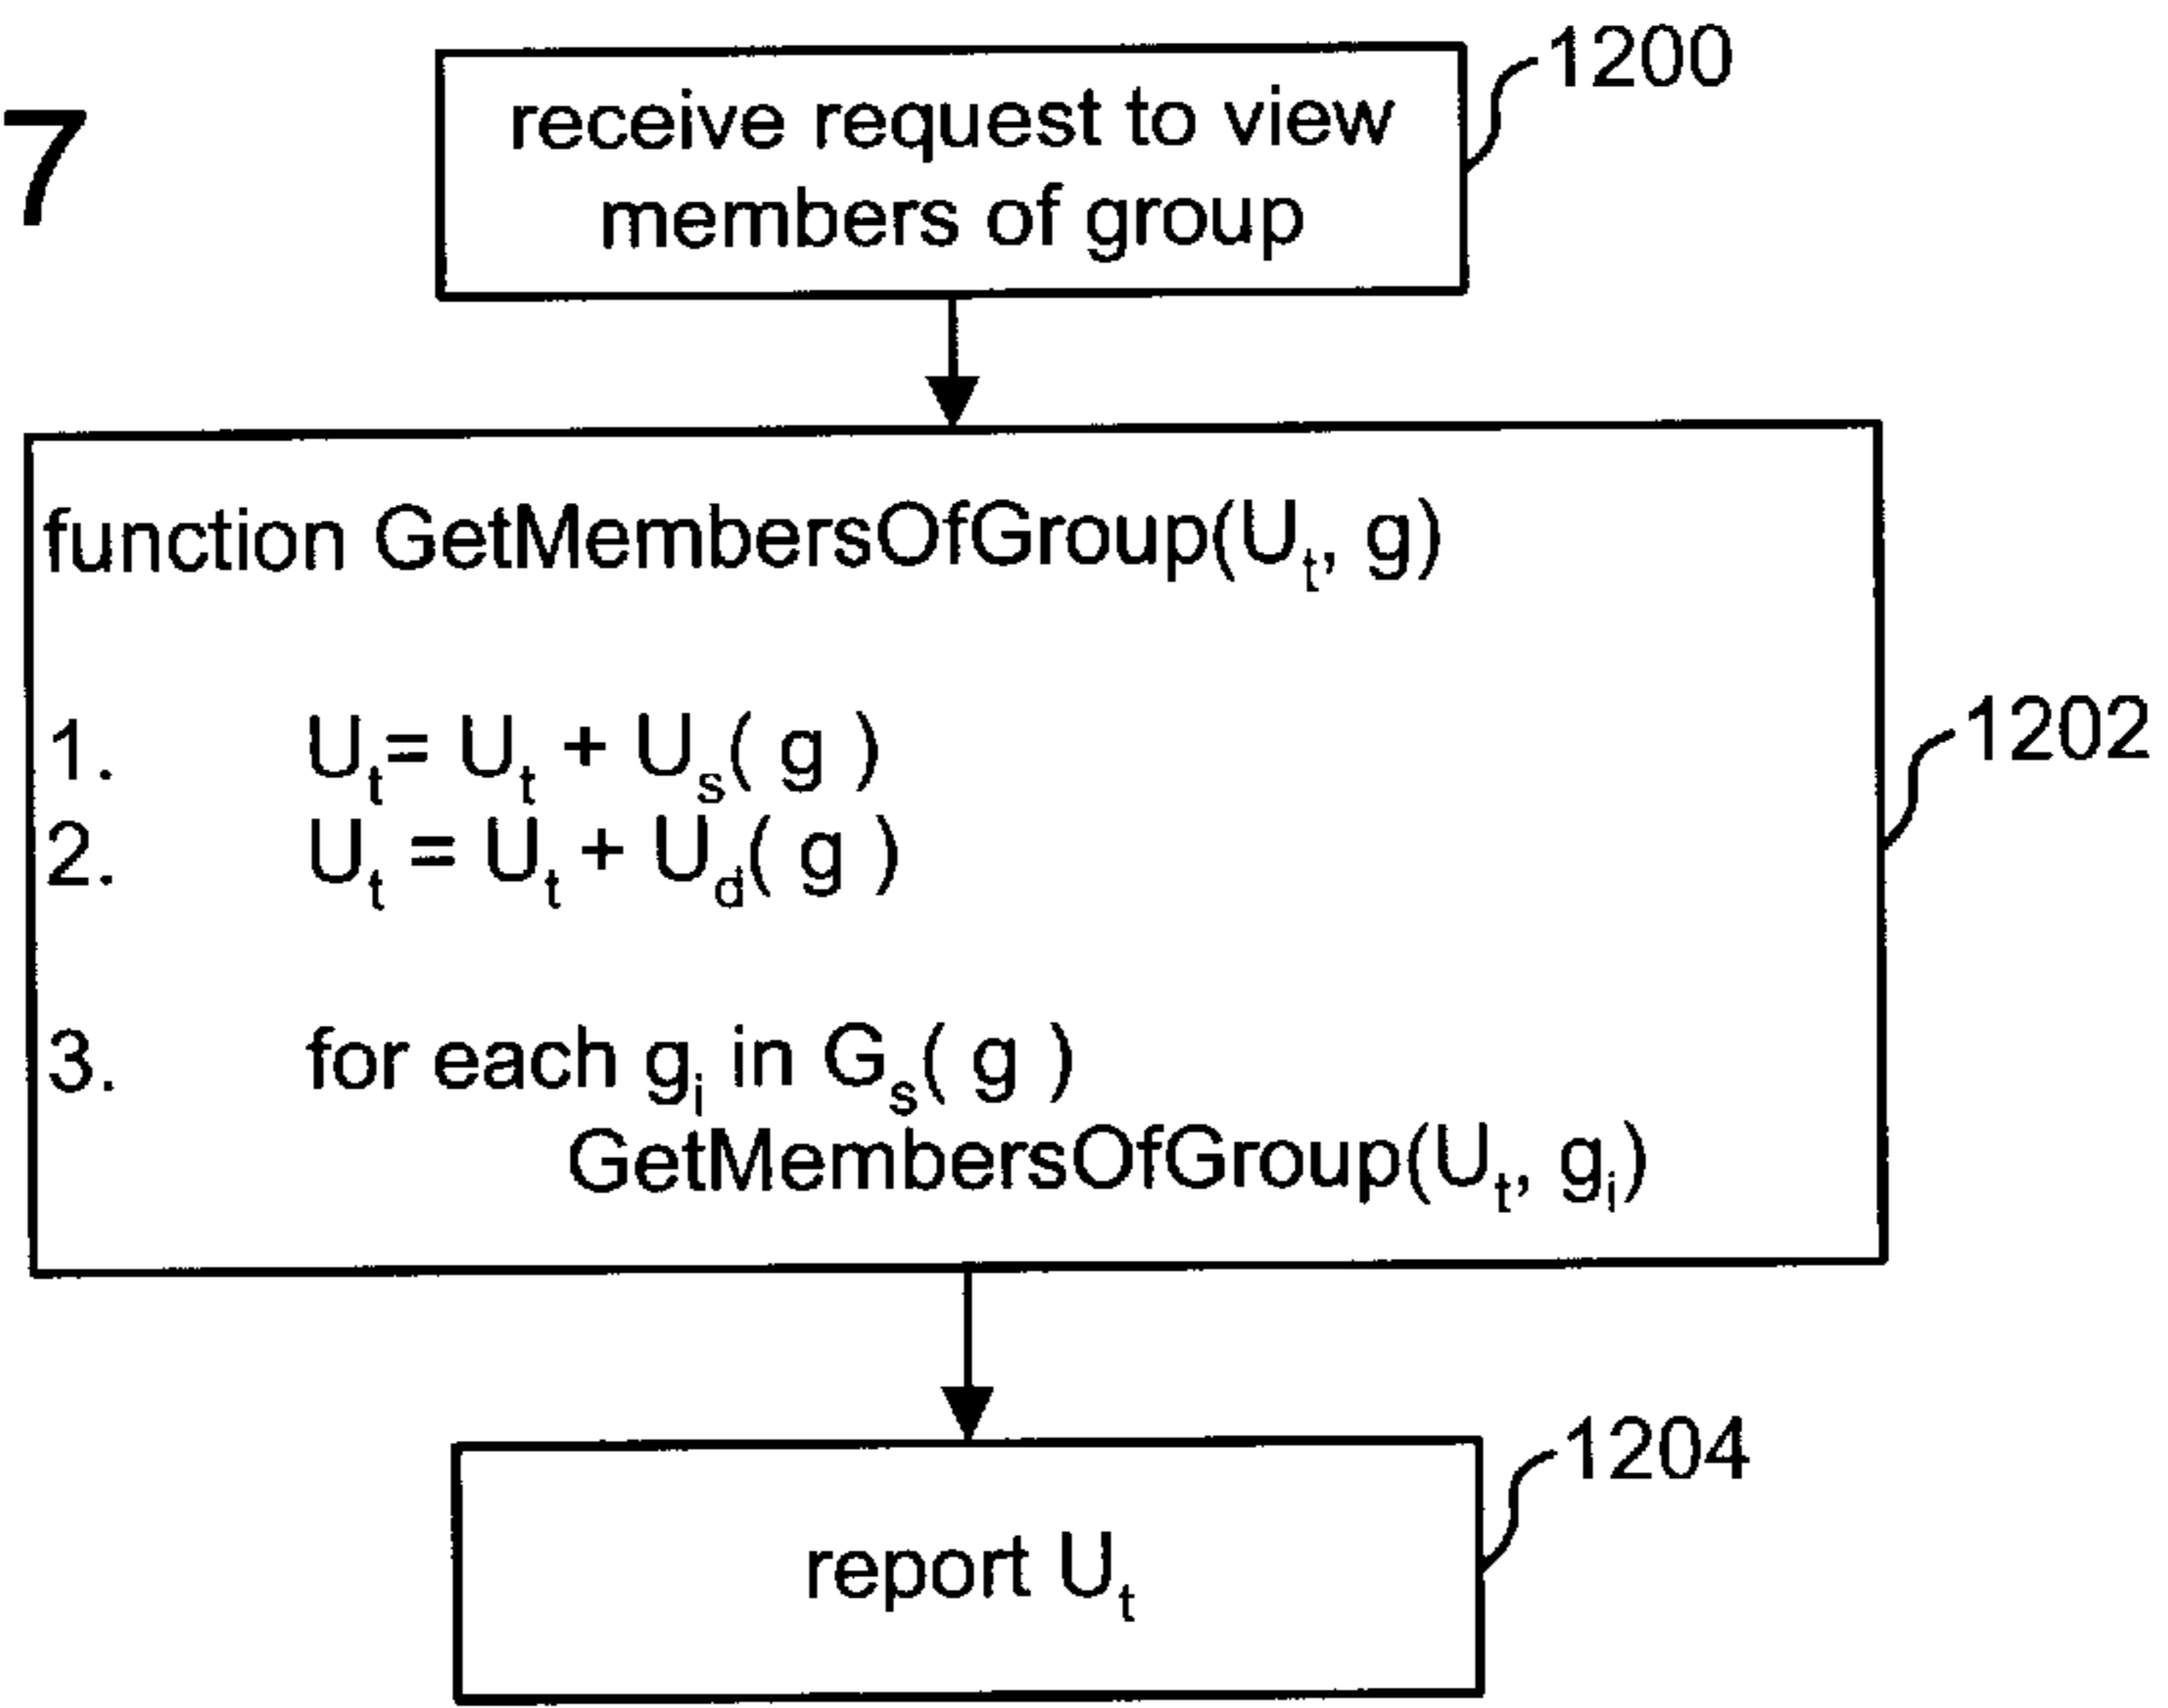 7
1200
receive request to view
members of group
function GetMembersOfGroup(Uₜ, g)
1. Uₜ= Uₜ + Uₛ( g )
2. Uₜ = Uₜ + U_d( g )
1202
3. for each gᵢ in Gₛ( g )
GetMembersOfGroup(Uₜ, gᵢ)
1204
report Uₜ